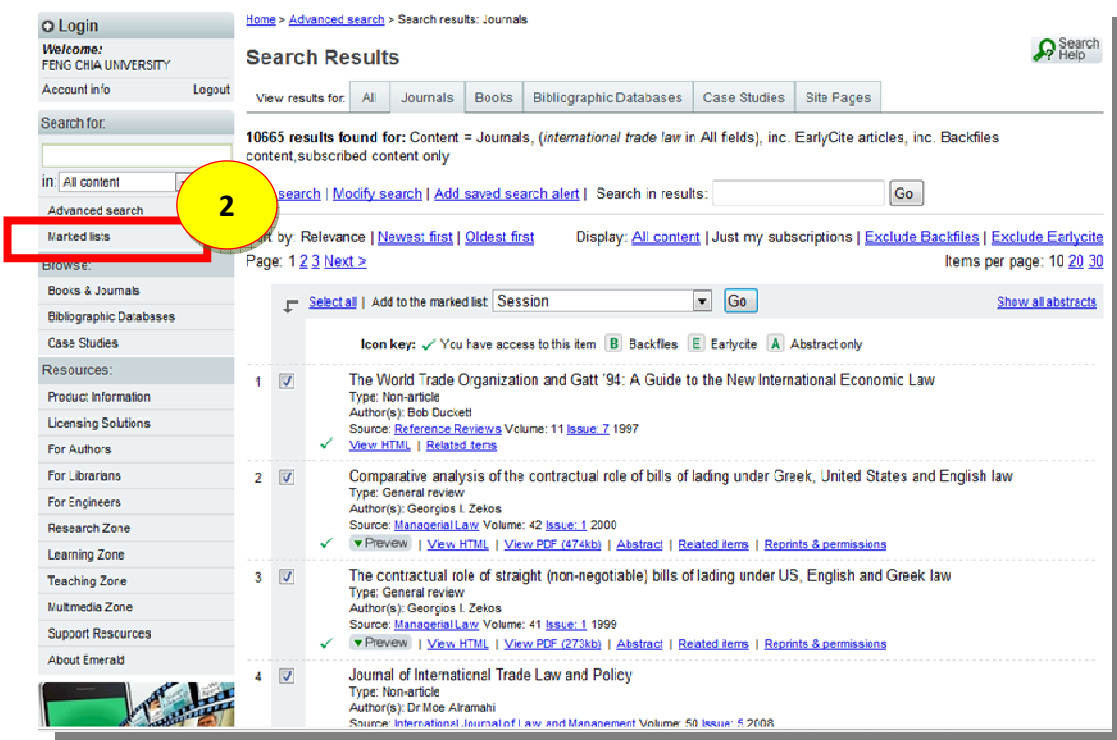 Login
Welcome:
FENG CHIA UNIVERSITY
Account info Logout
Search for:
in: All content
Advanced search
Marked lists
Browse:
Books & Journals
Bibliographic Databases
Case Studies
Resources:
Product Information
Licensing Solutions
For Authors
For Librarians
For Engineers
Research Zone
Learning Zone
Teaching Zone
Multimedia Zone
Support Resources
About Emerald
2
Home > Advanced search > Search results: Journals
Search Results
Search Help
View results for: All Journals Books Bibliographic Databases Case Studies Site Pages
10665 results found for: Content = Journals, (international trade law in All fields), inc. EarlyCite articles, inc. Backfiles
content,subscribed content only
search | Modify search | Add saved search alert | Search in results: Go
by: Relevance | Newest first | Oldest first Display: All content | Just my subscriptions | Exclude Backfiles | Exclude Earlycite
Page: 1 2 3 Next > Items per page: 10 20 30
Select all | Add to the marked list: Session Go Show all abstracts
Icon key: ✓ You have access to this item B Backfiles E Earlycite A Abstract only
1 The World Trade Organization and Gatt '94: A Guide to the New International Economic Law
Type: Non-article
Author(s): Bob Duckett
Source: Reference Reviews Volume: 11 Issue: 7 1997
✓ View HTML | Related items
2 Comparative analysis of the contractual role of bills of lading under Greek, United States and English law
Type: General review
Author(s): Georgios I. Zekos
Source: Managerial Law Volume: 42 Issue: 1 2000
✓ Preview | View HTML | View PDF (474kb) | Abstract | Related items | Reprints & permissions
3 The contractual role of straight (non-negotiable) bills of lading under US, English and Greek law
Type: General review
Author(s): Georgios I. Zekos
Source: Managerial Law Volume: 41 Issue: 1 1999
✓ Preview | View HTML | View PDF (273kb) | Abstract | Related items | Reprints & permissions
4 Journal of International Trade Law and Policy
Type: Non-article
Author(s): Dr Moe Alramahi
Source: International Journal of Law and Management Volume: 50 Issue: 5 2008